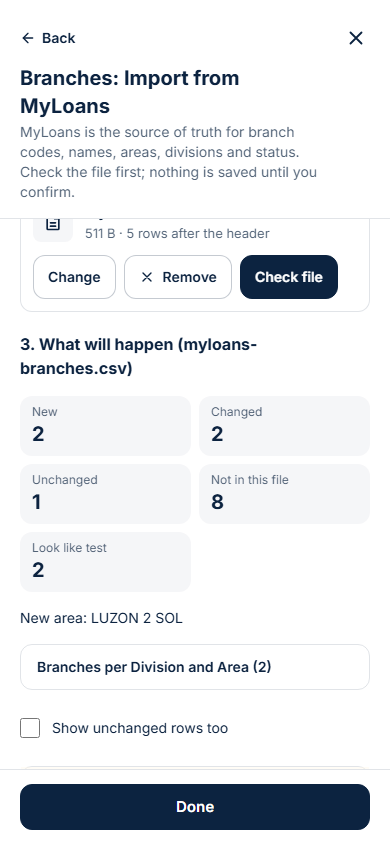 Back
Branches: Import from
MyLoans
MyLoans is the source of truth for branch
codes, names, areas, divisions and status.
Check the file first; nothing is saved until you
confirm.
511 B · 5 rows after the header
Change
Remove
Check file
3. What will happen (myloans-
branches.csv)
New
2
Changed
2
Unchanged
1
Not in this file
8
Look like test
2
New area: LUZON 2 SOL
Branches per Division and Area (2)
Show unchanged rows too
Done